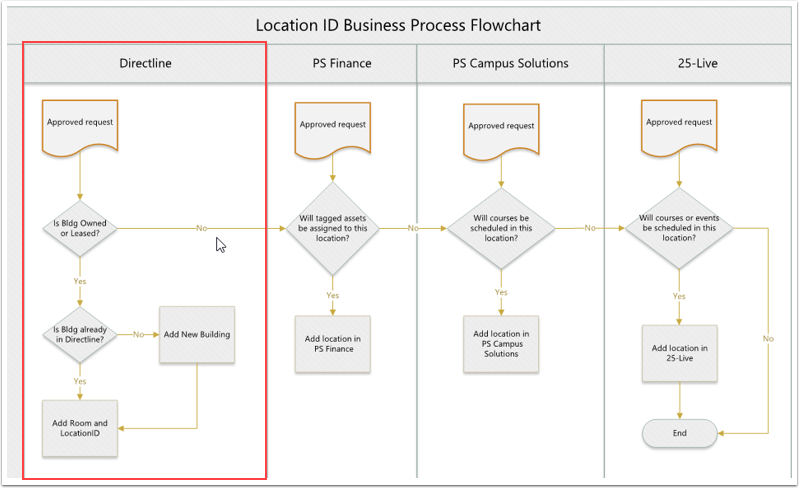 Location ID Business Process Flowchart
Directline
PS Finance
PS Campus Solutions
25-Live
Approved request
Approved request
Approved request
Approved request
Is Bldg Owned
or Leased?
No
Will tagged assets
be assigned to this
location?
No
Will courses be
scheduled in this
location?
No
Will courses or events
be scheduled in this
location?
Yes
Yes
Yes
Yes
Is Bldg already
in Directline?
No
Add New Building
Add location in
PS Finance
Add location in
PS Campus
Solutions
Add location in
25-Live
No
Yes
Add Room and
LocationID
End